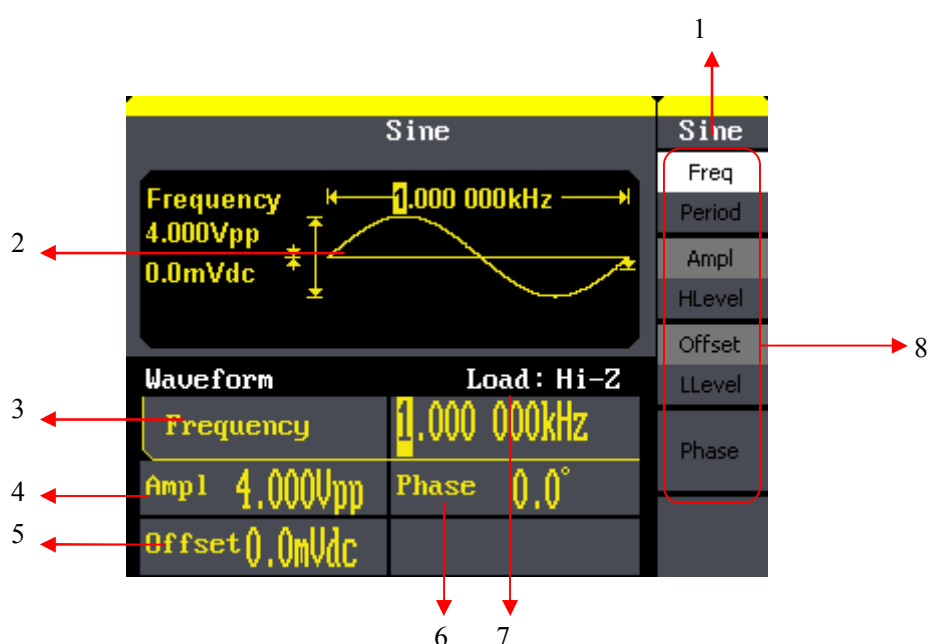 1
Sine
Sine
Frequency
1.000 000kHz
4.000Vpp
0.0mVdc
2
Freq
Period
Ampl
HLevel
Offset
LLevel
Phase
8
Waveform
Load: Hi-Z
3
Frequency
1.000 000kHz
4
Ampl 4.000Vpp
Phase 0.0°
5
Offset 0.0mVdc
6
7